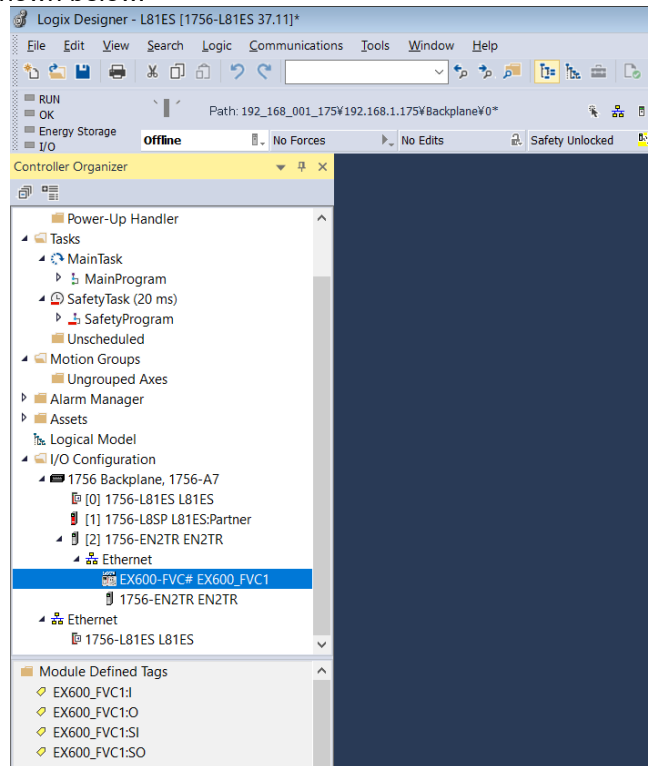 Logix Designer - L81ES [1756-L81ES 37.11]*
File Edit View Search Logic Communications Tools Window Help
RUN
OK
Energy Storage
I/O
Path: 192_168_001_175¥192.168.1.175¥Backplane¥0*
Offline No Forces No Edits Safety Unlocked
Controller Organizer
Power-Up Handler
Tasks
MainTask
MainProgram
SafetyTask (20 ms)
SafetyProgram
Unscheduled
Motion Groups
Ungrouped Axes
Alarm Manager
Assets
Logical Model
I/O Configuration
1756 Backplane, 1756-A7
[0] 1756-L81ES L81ES
[1] 1756-L8SP L81ES:Partner
[2] 1756-EN2TR EN2TR
Ethernet
EX600-FVC# EX600_FVC1
1756-EN2TR EN2TR
Ethernet
1756-L81ES L81ES
Module Defined Tags
EX600_FVC1:I
EX600_FVC1:O
EX600_FVC1:SI
EX600_FVC1:SO